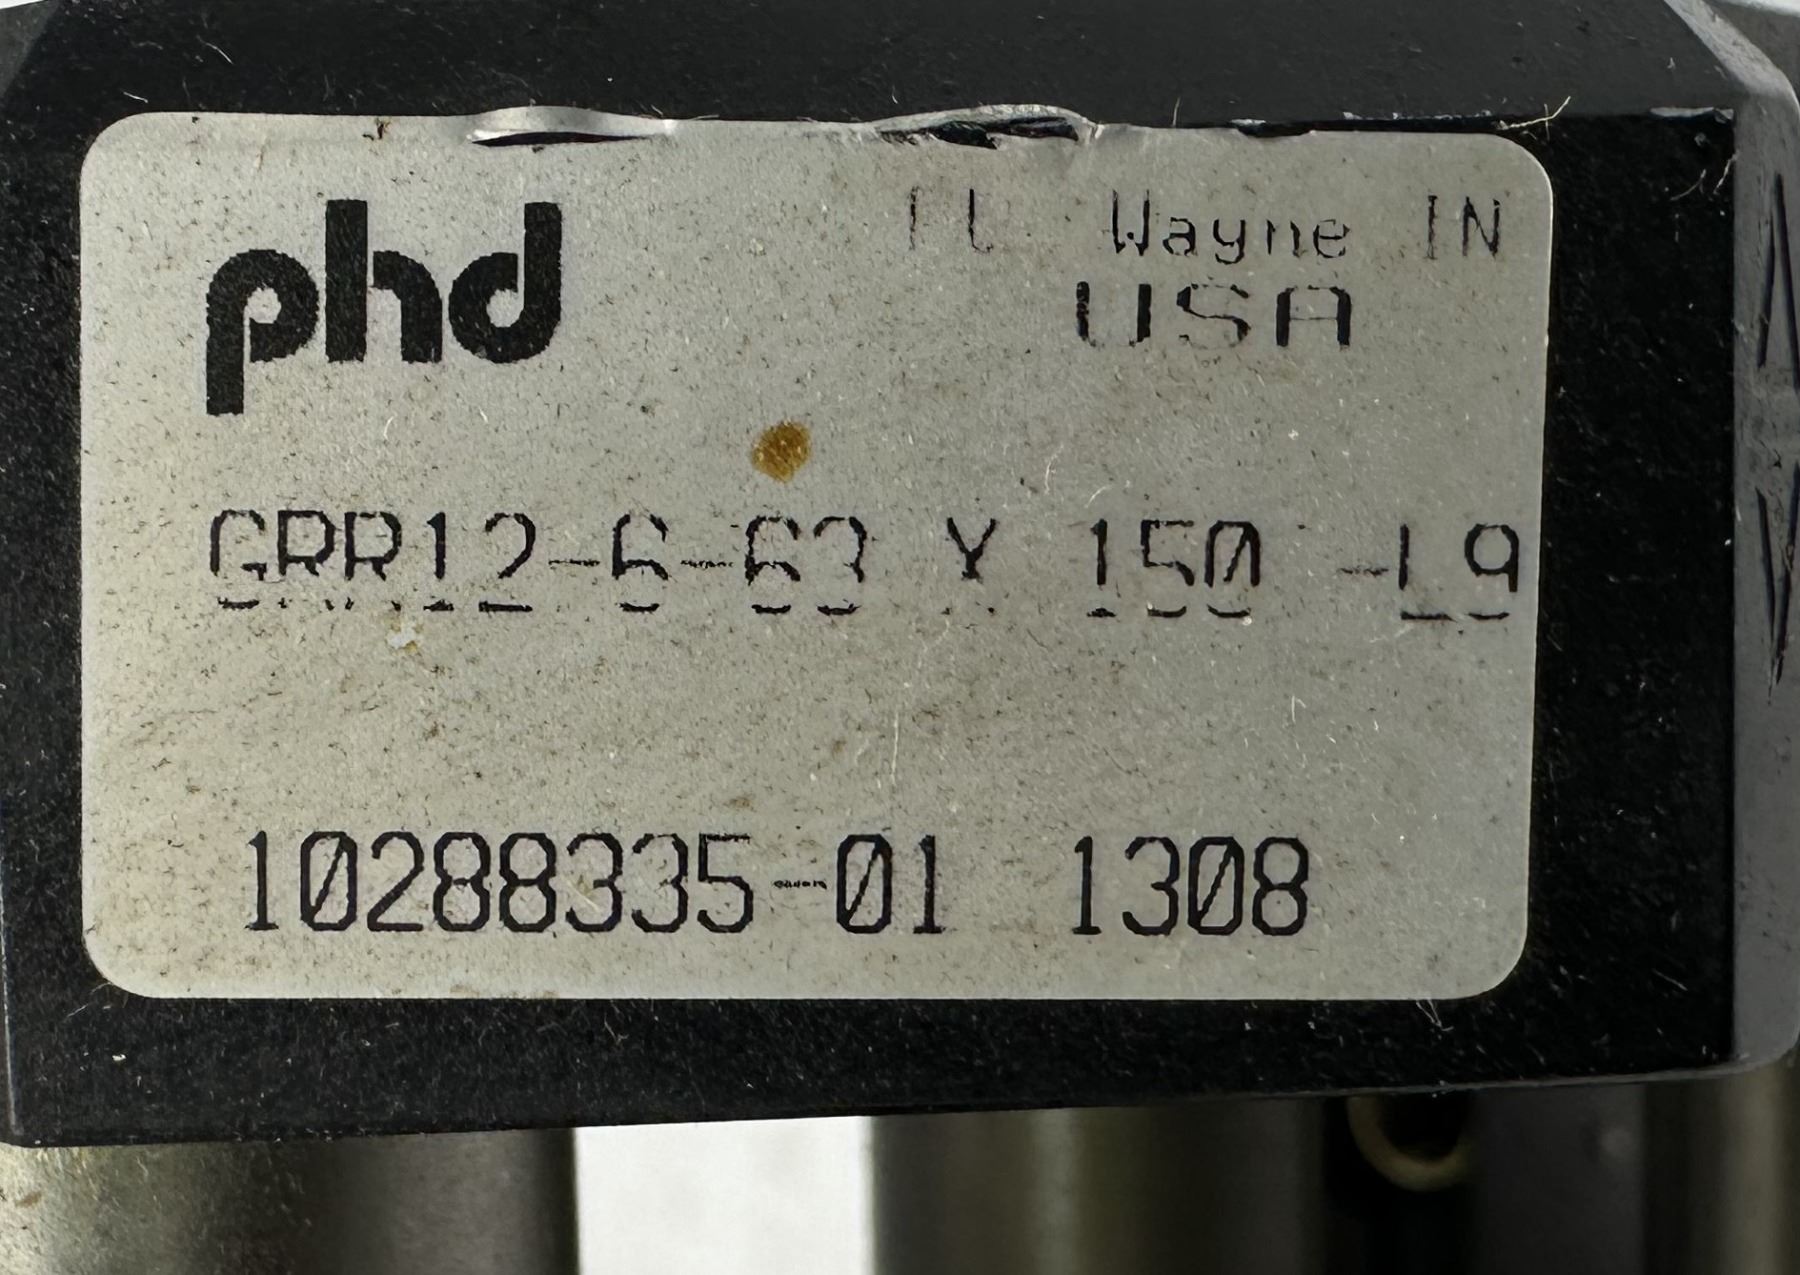 phd
Ft. Wayne IN
USA
GRR12-6-63 X 150 -L9
10288335-01 1308